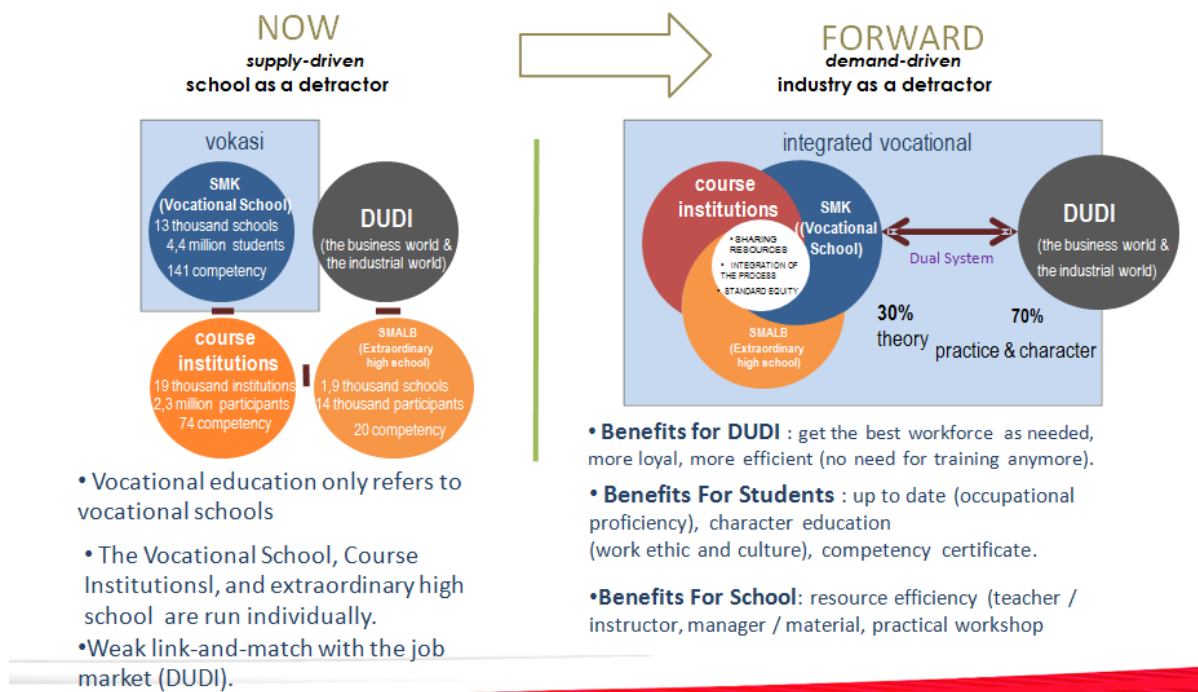 NOW
supply-driven
school as a detractor
FORWARD
demand-driven
industry as a detractor
vokasi
SMK
(Vocational School)
13 thousand schools
4,4 million students
141 competency
DUDI
(the business world &
the industrial world)
course
institutions
19 thousand institutions
2,3 million participants
74 competency
SMALB
(Extraordinary
high school)
1,9 thousand schools
14 thousand participants
20 competency
• Vocational education only refers to
vocational schools
• The Vocational School, Course
Institutionsl, and extraordinary high
school are run individually.
•Weak link-and-match with the job
market (DUDI).
integrated vocational
course
institutions
SMK
((Vocational
School)
• SHARING
RESOURCES
• INTEGRATION OF
THE PROCESS
• STANDARD EQUITY
SMALB
(Extraordinary
high school)
Dual System
DUDI
(the business world &
the industrial world)
30%
theory
70%
practice & character
• Benefits for DUDI : get the best workforce as needed,
more loyal, more efficient (no need for training anymore).
• Benefits For Students : up to date (occupational
proficiency), character education
(work ethic and culture), competency certificate.
•Benefits For School: resource efficiency (teacher /
instructor, manager / material, practical workshop